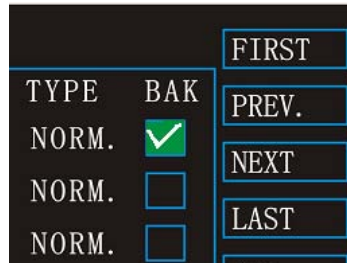 FIRST
TYPE BAK
PREV.
NORM.
NEXT
NORM.
LAST
NORM.